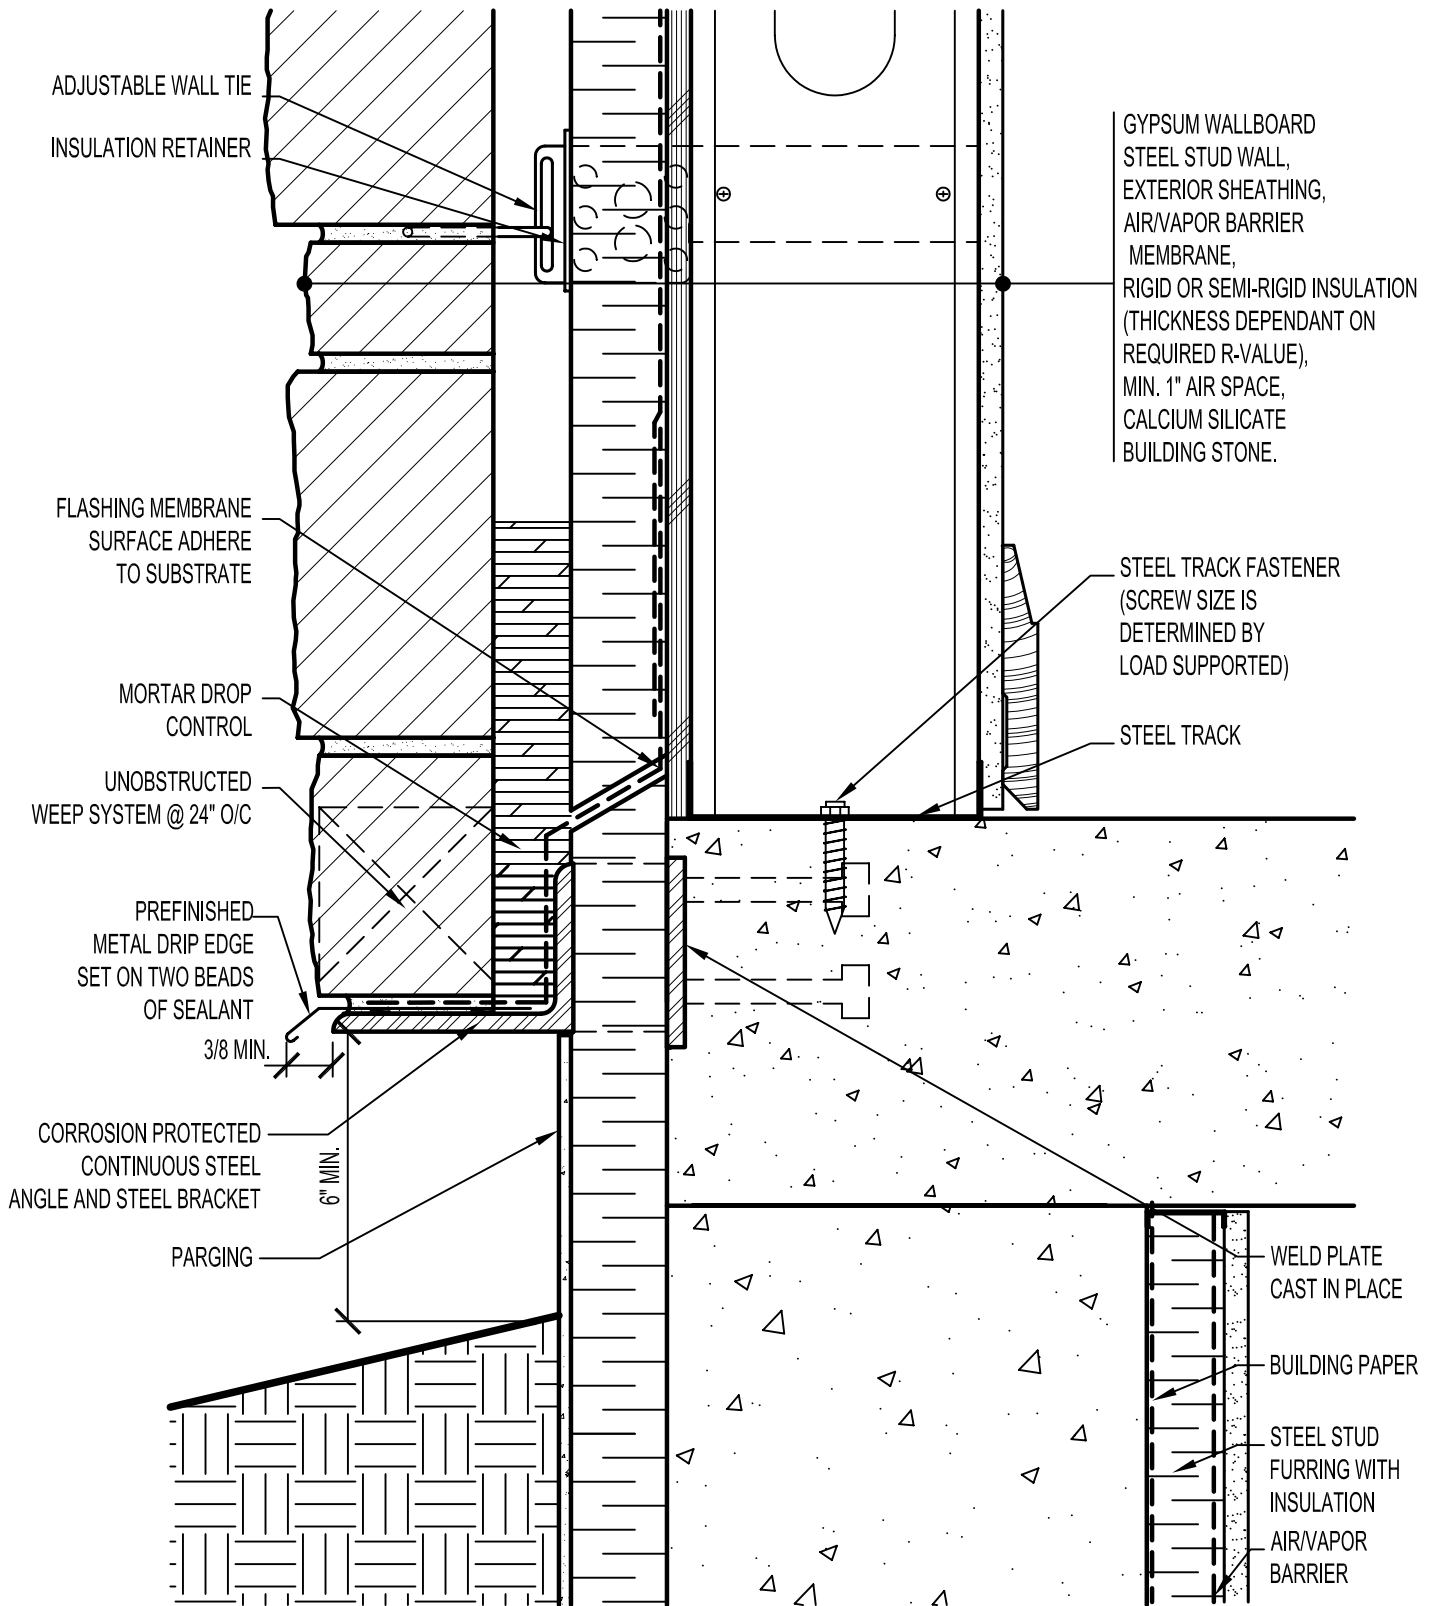 ADJUSTABLE WALL TIE
INSULATION RETAINER
FLASHING MEMBRANE
SURFACE ADHERE
TO SUBSTRATE
MORTAR DROP
CONTROL
UNOBSTRUCTED
WEEP SYSTEM @ 24" O/C
PREFINISHED
METAL DRIP EDGE
SET ON TWO BEADS
OF SEALANT
3/8 MIN.
CORROSION PROTECTED
CONTINUOUS STEEL
ANGLE AND STEEL BRACKET
6" MIN.
PARGING
GYPSUM WALLBOARD
STEEL STUD WALL,
EXTERIOR SHEATHING,
AIR/VAPOR BARRIER
MEMBRANE,
RIGID OR SEMI-RIGID INSULATION
(THICKNESS DEPENDANT ON
REQUIRED R-VALUE),
MIN. 1" AIR SPACE,
CALCIUM SILICATE
BUILDING STONE.
STEEL TRACK FASTENER
(SCREW SIZE IS
DETERMINED BY
LOAD SUPPORTED)
STEEL TRACK
WELD PLATE
CAST IN PLACE
BUILDING PAPER
STEEL STUD
FURRING WITH
INSULATION
AIR/VAPOR
BARRIER